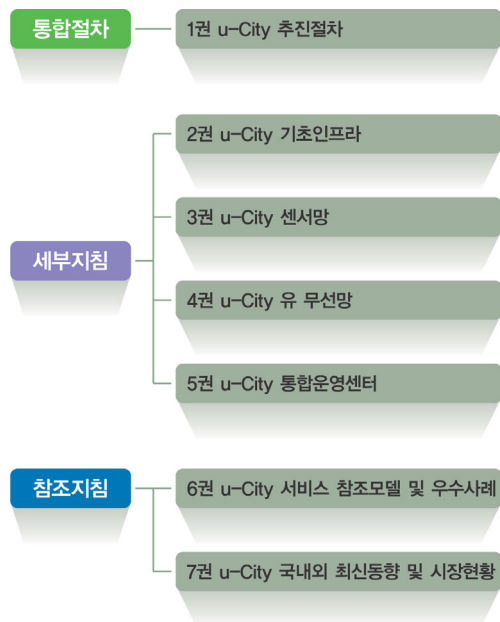 통합절차
1권 u-City 추진절차
2권 u-City 기초인프라
3권 u-City 센서망
세부지침
4권 u-City 유 무선망
5권 u-City 통합운영센터
참조지침
6권 u-City 서비스 참조모델 및 우수사례
7권 u-City 국내외 최신동향 및 시장현황